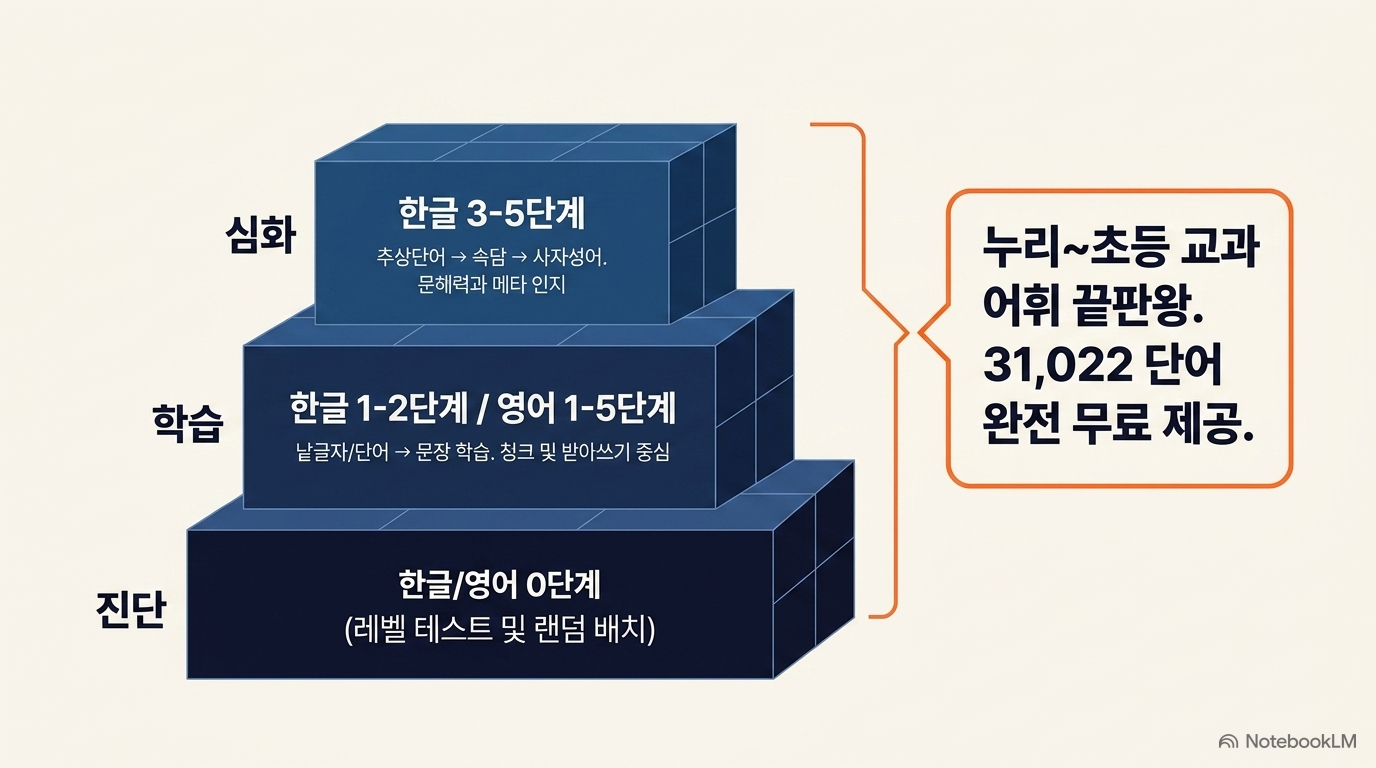 심화
한글 3-5단계
추상단어 → 속담 → 사자성어.
문해력과 메타 인지
학습
한글 1-2단계 / 영어 1-5단계
낱글자/단어 → 문장 학습. 청크 및 받아쓰기 중심
진단
한글/영어 0단계
(레벨 테스트 및 랜덤 배치)
누리~초등 교과
어휘 끝판왕.
31,022 단어
완전 무료 제공.
NotebookLM